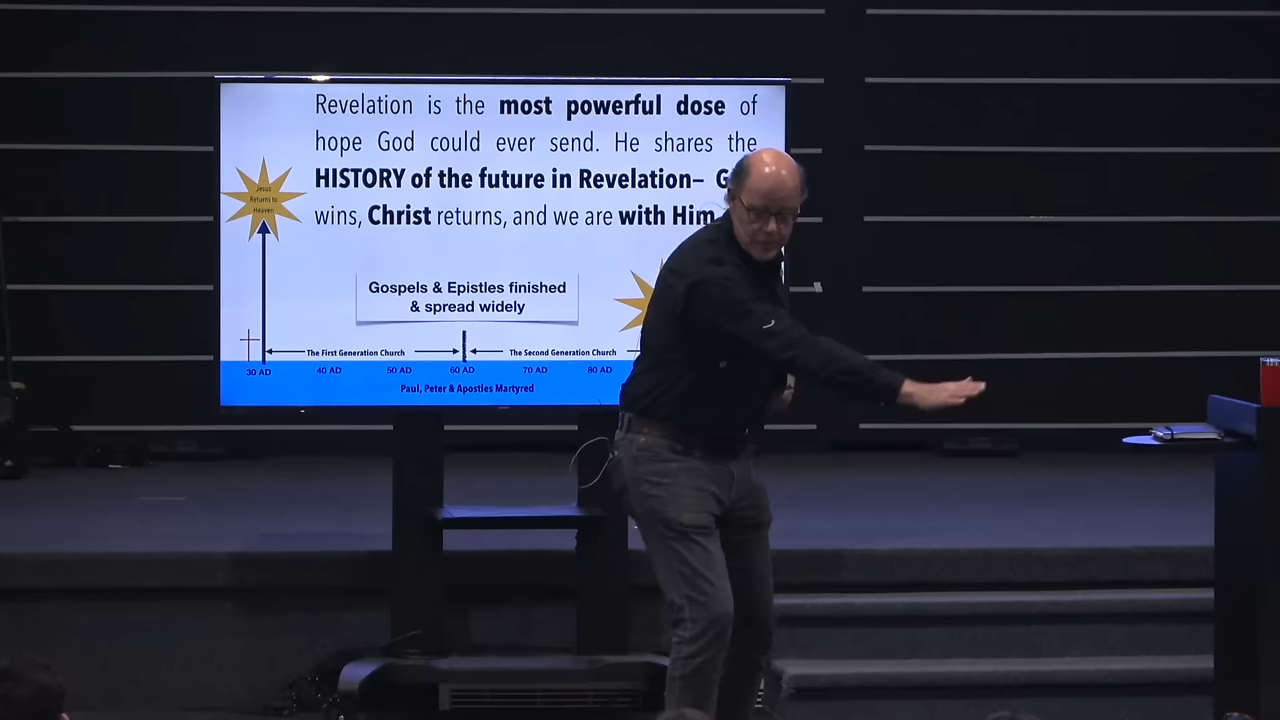 Revelation is the most powerful dose of
hope God could ever send. He shares the
HISTORY of the future in Revelation–
wins, Christ returns, and we are with Him
Jesus
Returns to
Heaven
Gospels & Epistles finished
& spread widely
The First Generation Church
The Second Generation Church
30 AD 40 AD 50 AD 60 AD 70 AD 80 AD
Paul, Peter & Apostles Martyred